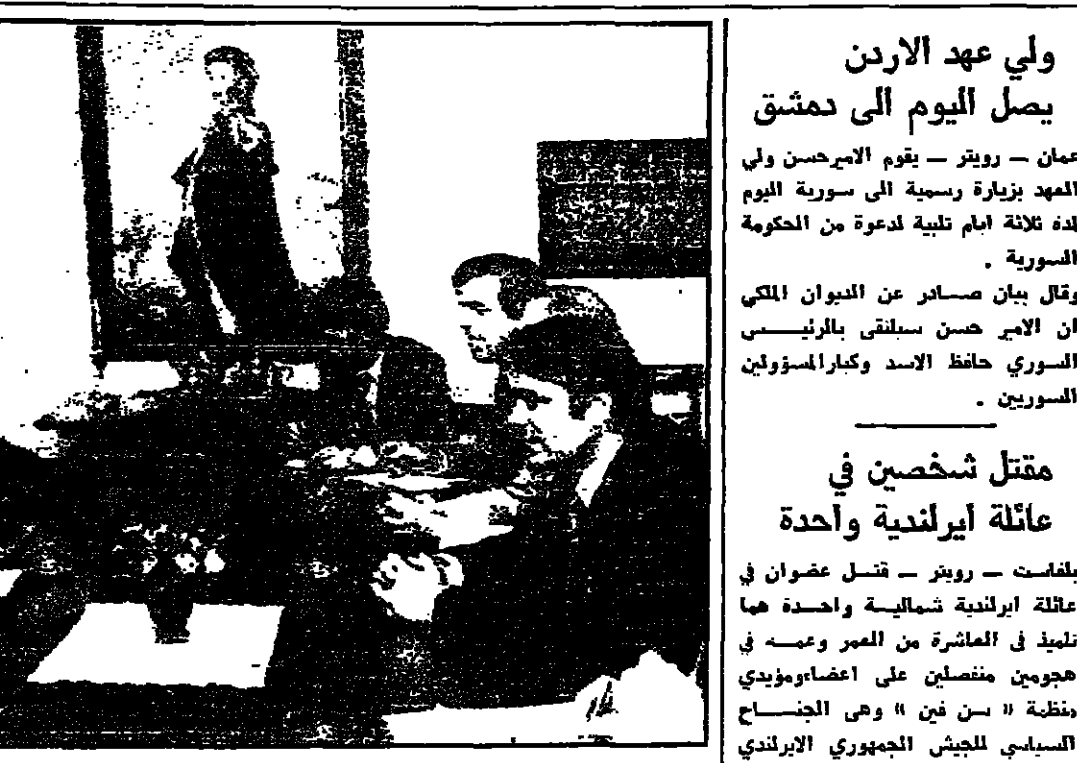 ولي عهد الاردن
يصل اليوم الى دمشق
عمان — رويتر — يقوم الامير حسن ولي
العهد بزيارة رسمية الى سورية اليوم
لمدة ثلاثة ايام تلبية لدعوة من الحكومة
السورية .
وقال بيان صادر عن الديوان الملكي
ان الامير حسن سيلتقي بالرئيس
السوري حافظ الاسد وكبار المسؤولين
السوريين .
مقتل شخصين في
عائلة ايرلندية واحدة
بلفاست — رويتر — قتل عضوان في
عائلة ايرلندية شمالية واحدة هما
تلميذ في العاشرة من العمر وعمه في
هجومين منفصلين على اعضاء ومؤيدي
منظمة « سن فين » وهي الجناح
السياسي للجيش الجمهوري الايرلندي